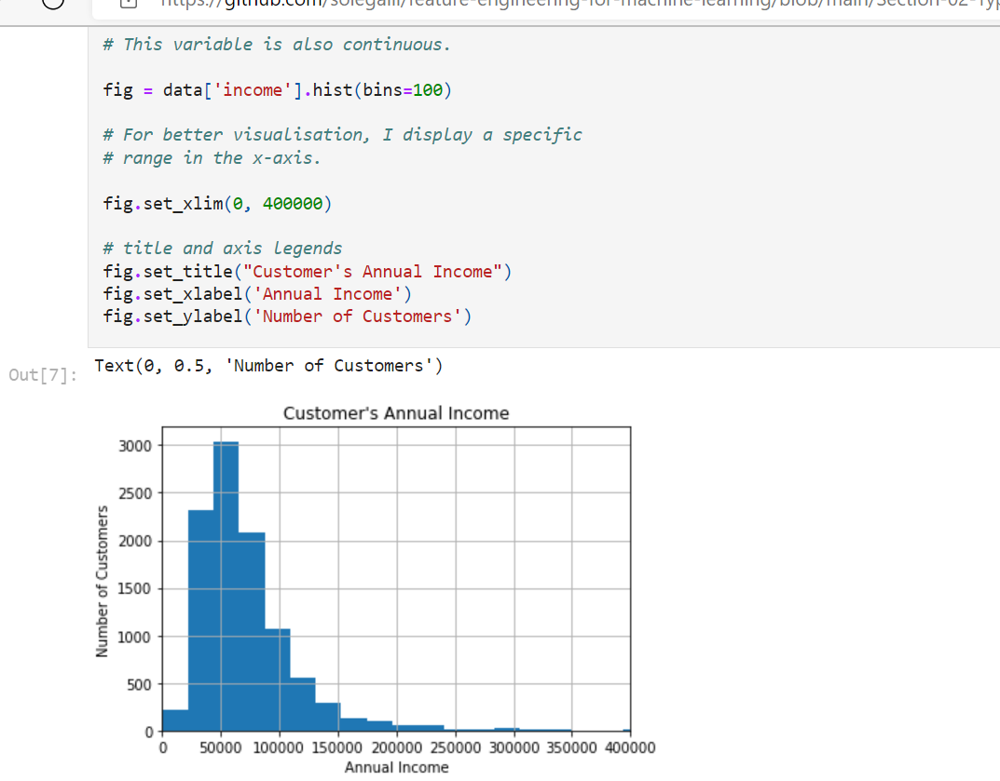 https://github.com/solegalli/feature-engineering-for-machine-learning/blob/main/Section-02-Typ
# This variable is also continuous.
fig = data['income'].hist(bins=100)
# For better visualisation, I display a specific
# range in the x-axis.
fig.set_xlim(0, 400000)
# title and axis legends
fig.set_title("Customer's Annual Income")
fig.set_xlabel('Annual Income')
fig.set_ylabel('Number of Customers')
Out[7]:
Text(0, 0.5, 'Number of Customers')
Customer's Annual Income
Number of Customers
3000
2500
2000
1500
1000
500
0
0 50000 100000 150000 200000 250000 300000 350000 400000
Annual Income